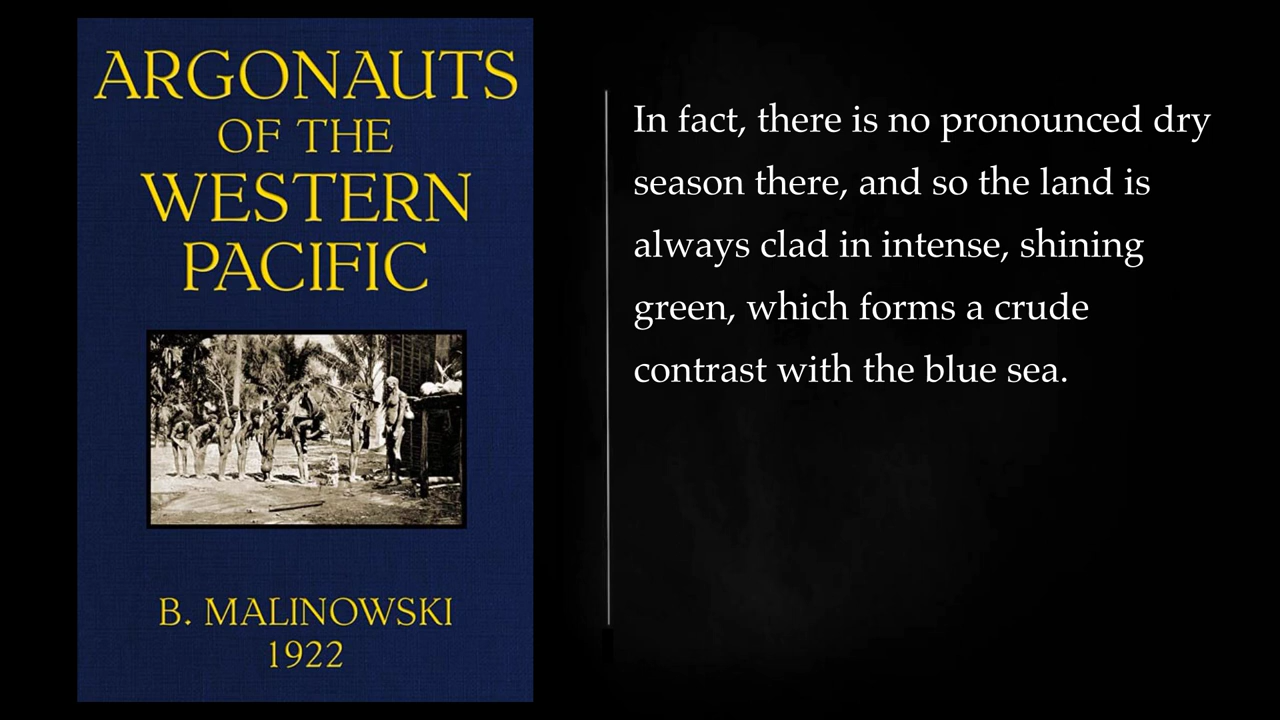 ARGONAUTS
OF THE
WESTERN
PACIFIC
B. MALINOWSKI
1922
In fact, there is no pronounced dry
season there, and so the land is
always clad in intense, shining
green, which forms a crude
contrast with the blue sea.